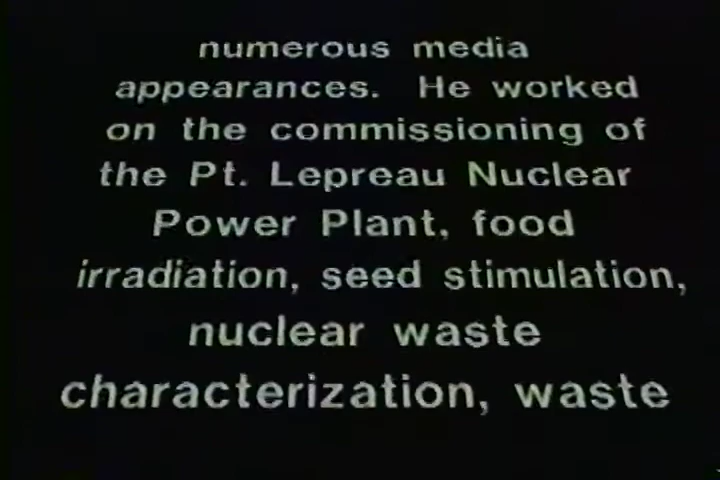 numerous media
appearances. He worked
on the commissioning of
the Pt. Lepreau Nuclear
Power Plant, food
irradiation, seed stimulation,
nuclear waste
characterization, waste